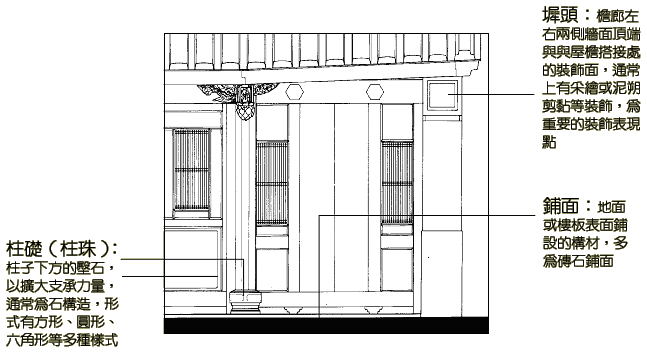 墀頭：檐廊左
右兩側牆面頂端
與與屋檐搭接處
的裝飾面，通常
上有彩繪或泥朔
剪黏等裝飾，為
重要的裝飾表現
點
鋪面：地面
或樓板表面鋪
設的構材，多
為磚石鋪面
柱礎（柱珠）：
柱子下方的墊石，
以擴大支承力量，
通常為石構造，形
式有方形、圓形、
六角形等多種樣式